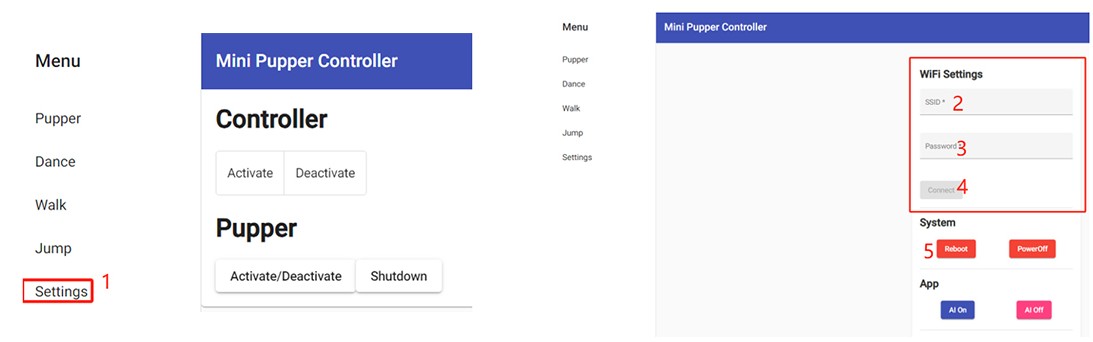 Menu
Pupper
Dance
Walk
Jump
Settings 1
Mini Pupper Controller
Controller
Activate Deactivate
Pupper
Activate/Deactivate Shutdown
Menu
Pupper
Dance
Walk
Jump
Settings
Mini Pupper Controller
WiFi Settings
SSID * 2
Password * 3
Connect 4
System
5 Reboot PowerOff
App
AI On AI Off